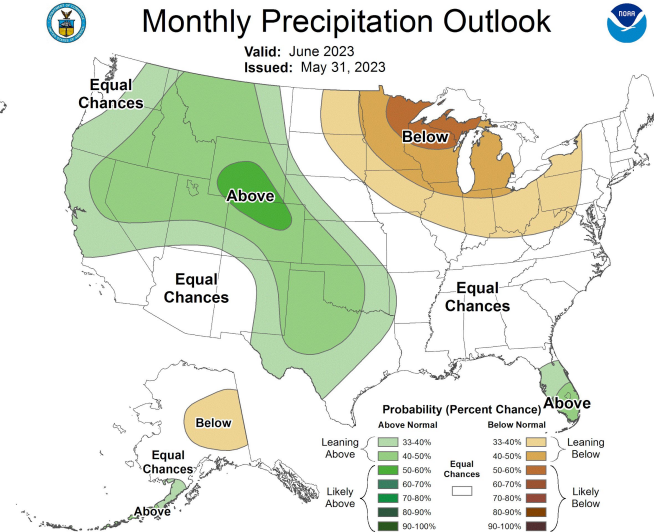 Monthly Precipitation Outlook
NOAA
Valid: June 2023
Issued: May 31, 2023
Equal
Chances
Below
Above
Equal
Chances
Equal
Chances
Above
Below
Equal
Chances
Above
Probability (Percent Chance)
Above Normal
Below Normal
Leaning
Above
33-40%
40-50%
Likely
Above
50-60%
60-70%
70-80%
80-90%
90-100%
Equal
Chances
33-40%
40-50%
Leaning
Below
50-60%
60-70%
70-80%
80-90%
90-100%
Likely
Below